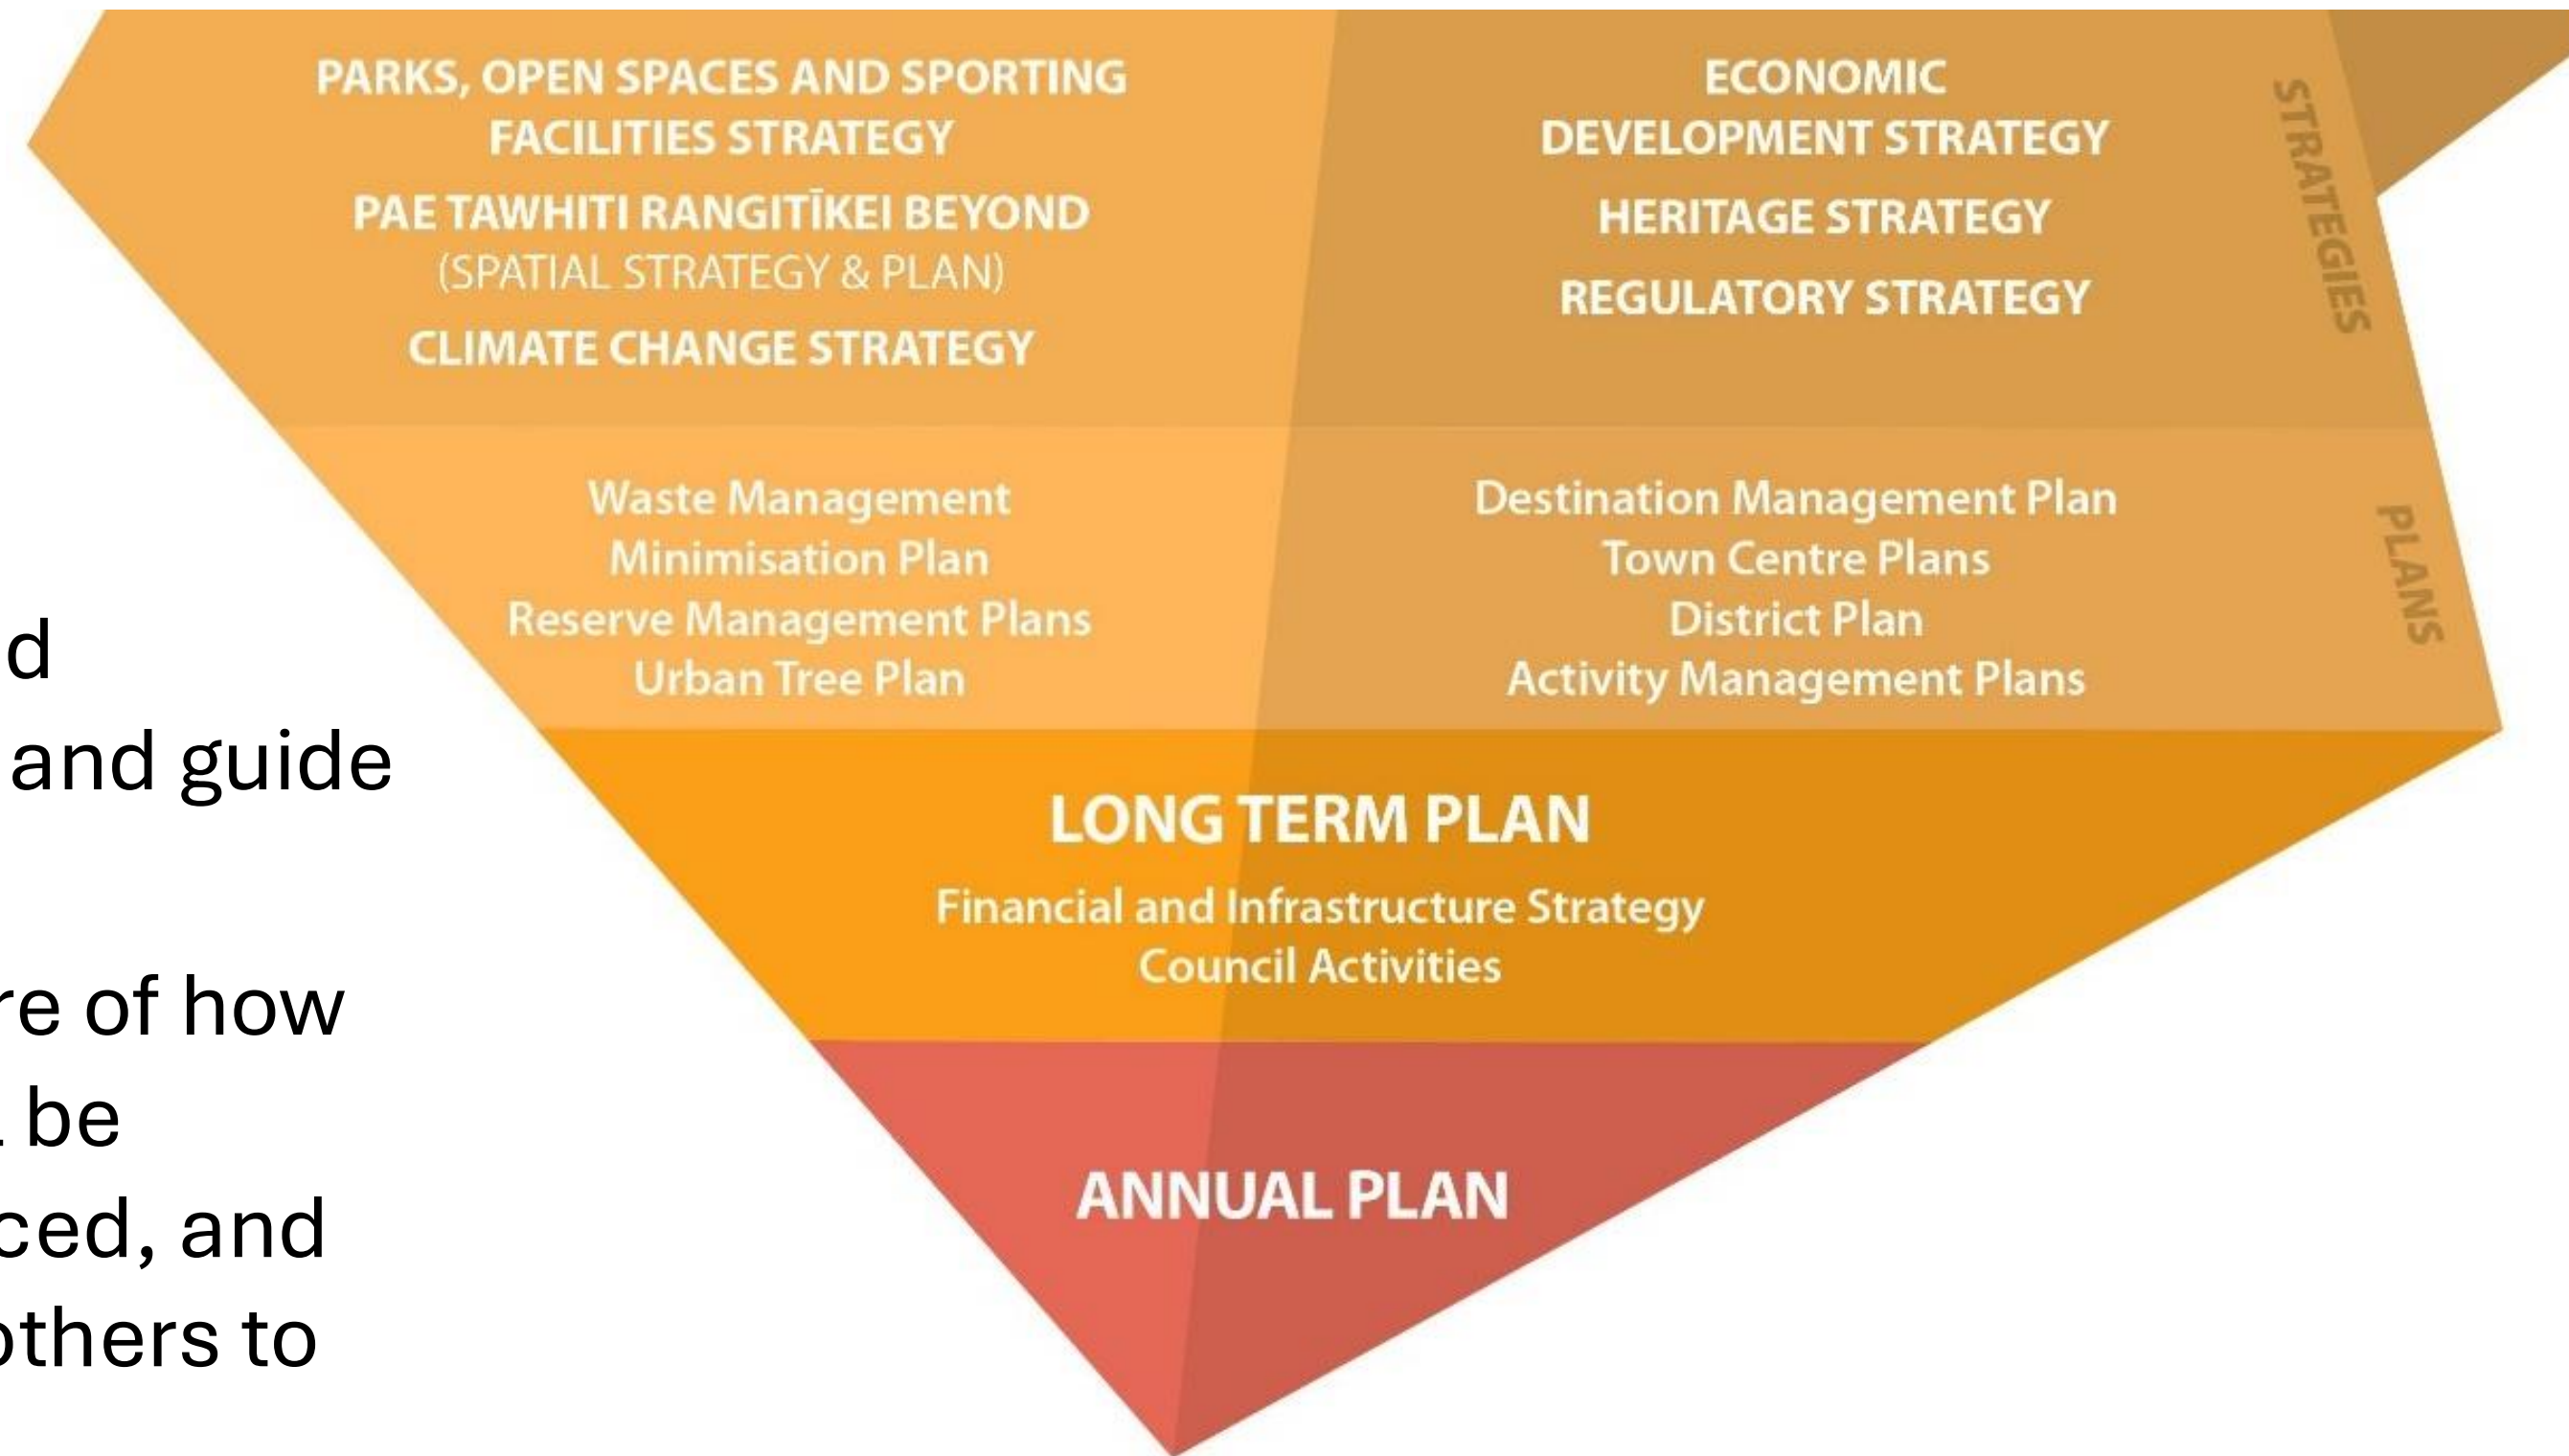 PARKS, OPEN SPACES AND SPORTING
FACILITIES STRATEGY
PAE TAWHITI RANGITĪKEI BEYOND
(SPATIAL STRATEGY & PLAN)
CLIMATE CHANGE STRATEGY
ECONOMIC
DEVELOPMENT STRATEGY
HERITAGE STRATEGY
REGULATORY STRATEGY
STRATEGIES
Waste Management
Minimisation Plan
Reserve Management Plans
Urban Tree Plan
Destination Management Plan
Town Centre Plans
District Plan
Activity Management Plans
PLANS
LONG TERM PLAN
Financial and Infrastructure Strategy
Council Activities
ANNUAL PLAN
and guide
of how
be
and
others to